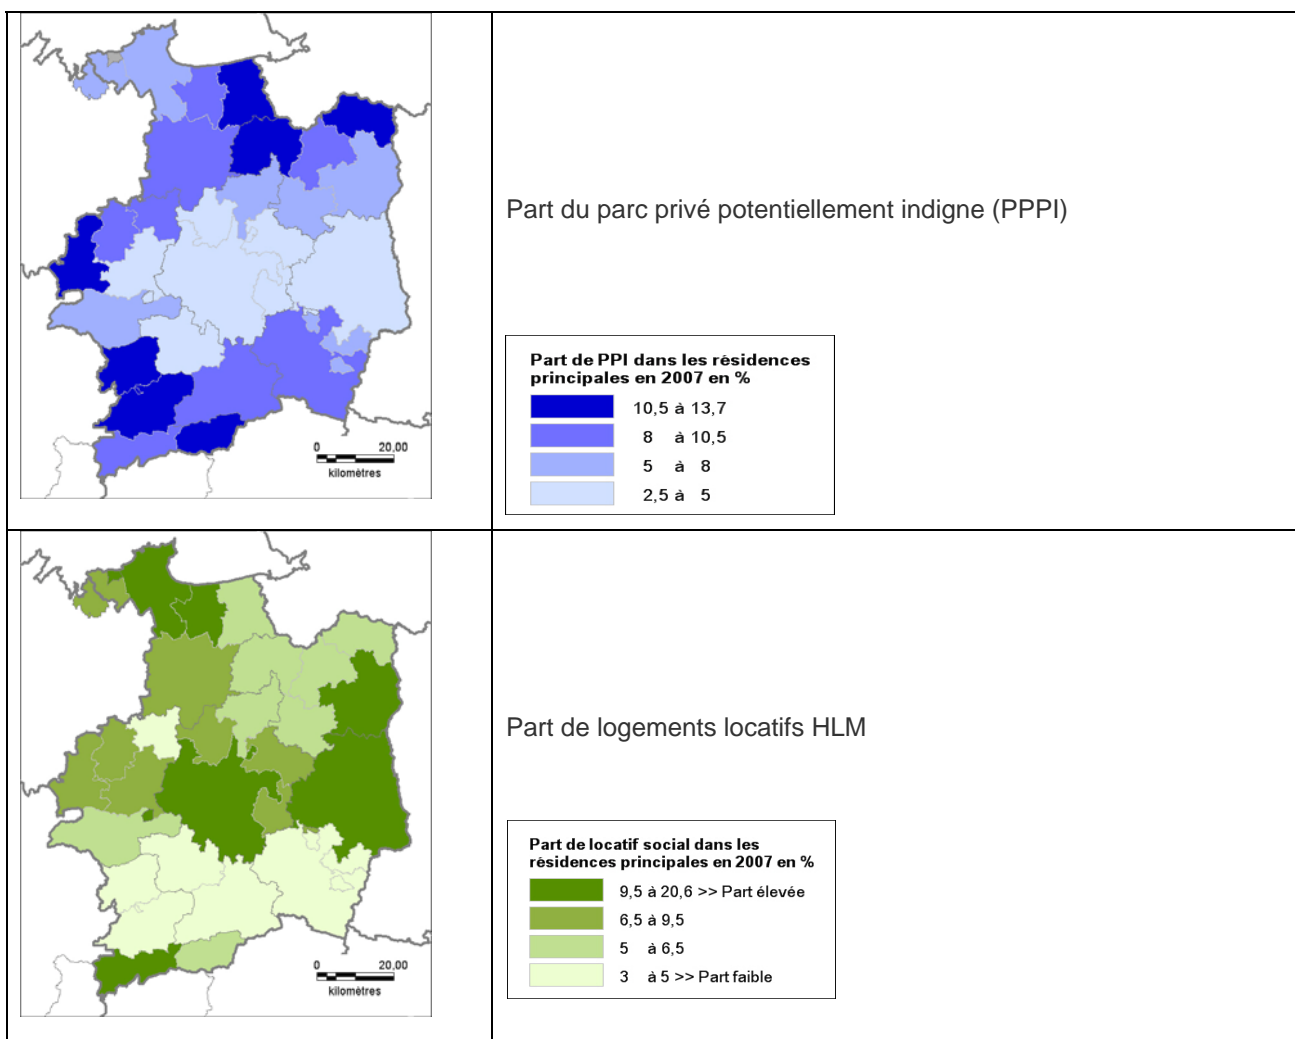 Part du parc privé potentiellement indigne (PPPI)
Part de PPI dans les résidences
principales en 2007 en %
10,5 à 13,7
8 à 10,5
5 à 8
2,5 à 5
0 20,00
kilomètres
Part de logements locatifs HLM
Part de locatif social dans les
résidences principales en 2007 en %
9,5 à 20,6 >> Part élevée
6,5 à 9,5
5 à 6,5
3 à 5 >> Part faible
0 20,00
kilomètres